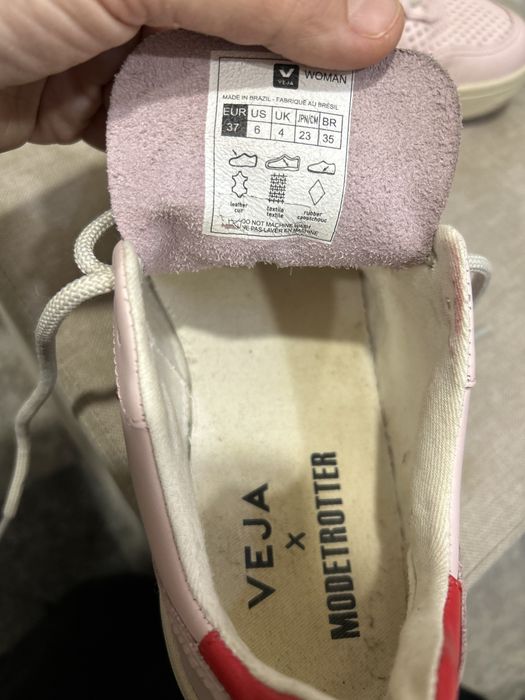 VEJA WOMAN
MADE IN BRAZIL - FABRIQUÉ AU BRÉSIL
EUR US UK JPN/CM BR
37 6 4 23 35
leather textile rubber
cuir textile caoutchouc
DO NOT MACHINE WASH
NE PAS LAVER EN MACHINE
VEJA
x
MODETROTTER